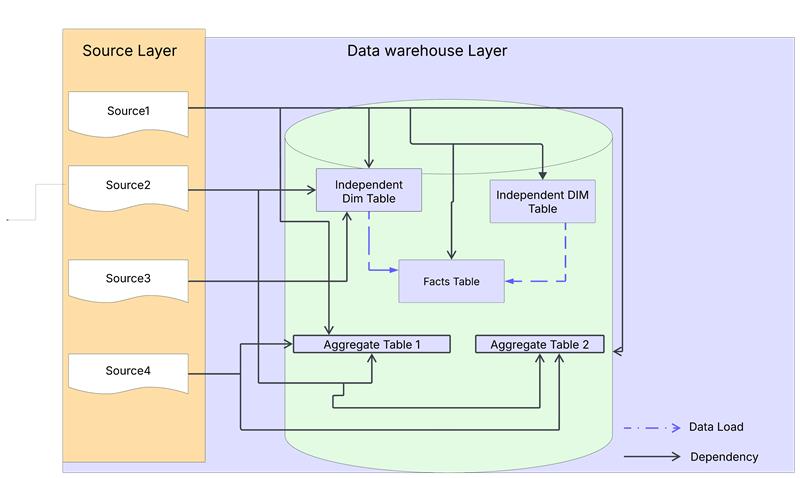 Source Layer
Data warehouse Layer
Source1
Source2
Independent
Dim Table
Independent DIM
Table
Source3
Facts Table
Aggregate Table 1
Aggregate Table 2
Source4
Data Load
Dependency